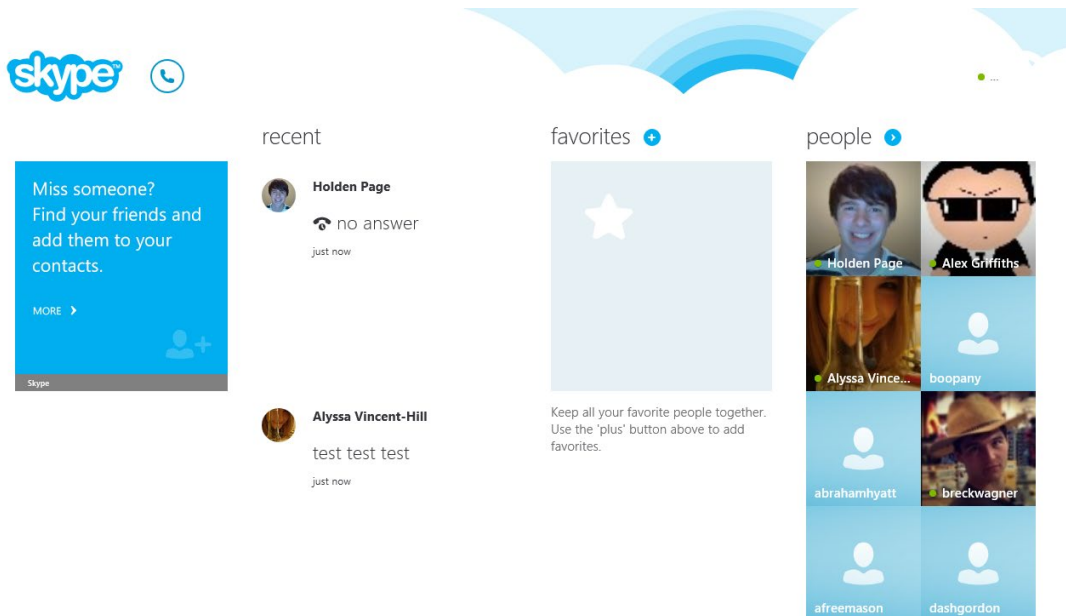 skype™
...
recent
favorites
people
Miss someone?
Find your friends and
add them to your
contacts.
MORE
Skype
Holden Page
no answer
just now
Alyssa Vincent-Hill
test test test
just now
Keep all your favorite people together.
Use the 'plus' button above to add
favorites.
Holden Page
Alex Griffiths
Alyssa Vince...
boopany
abrahamhyatt
breckwagner
afreemason
dashgordon